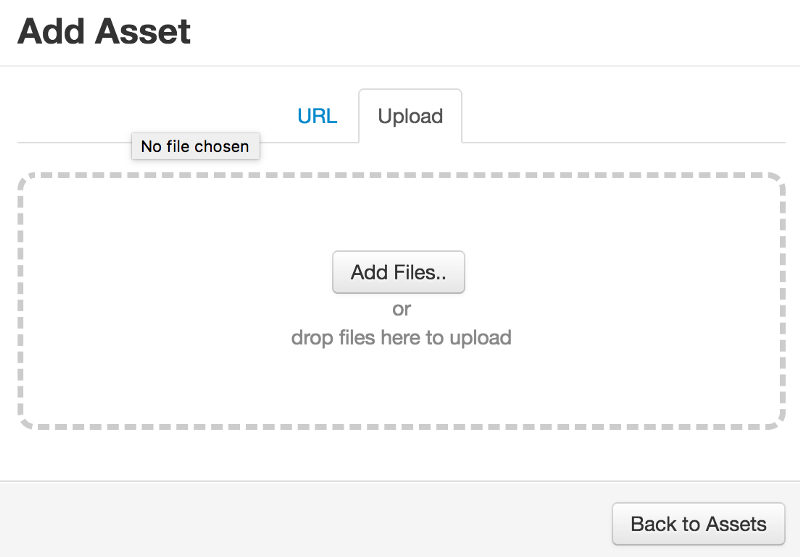 Add Asset
URL Upload
No file chosen
Add Files..
or
drop files here to upload
Back to Assets